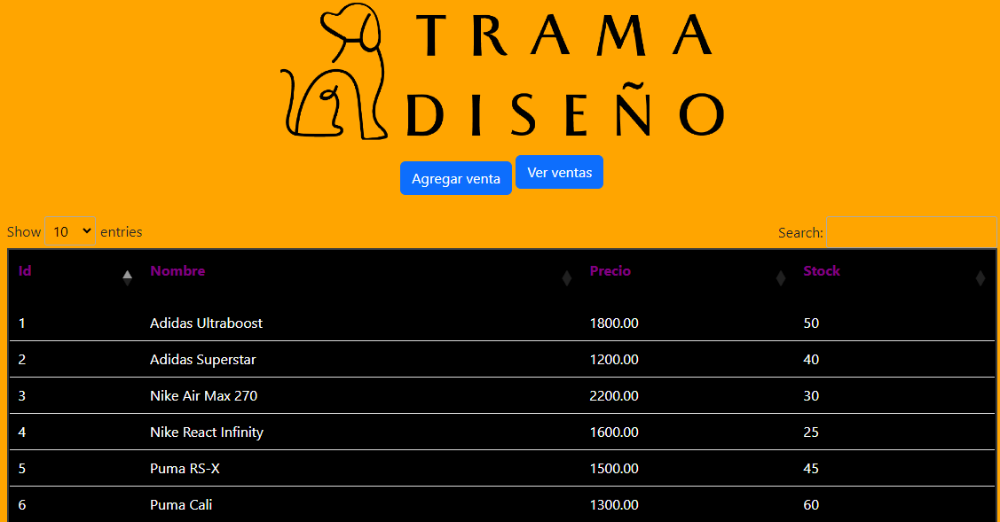 TRAMA
DISEÑO
Agregar venta Ver ventas
Show 10 entries Search:
Id Nombre Precio Stock
1 Adidas Ultraboost 1800.00 50
2 Adidas Superstar 1200.00 40
3 Nike Air Max 270 2200.00 30
4 Nike React Infinity 1600.00 25
5 Puma RS-X 1500.00 45
6 Puma Cali 1300.00 60